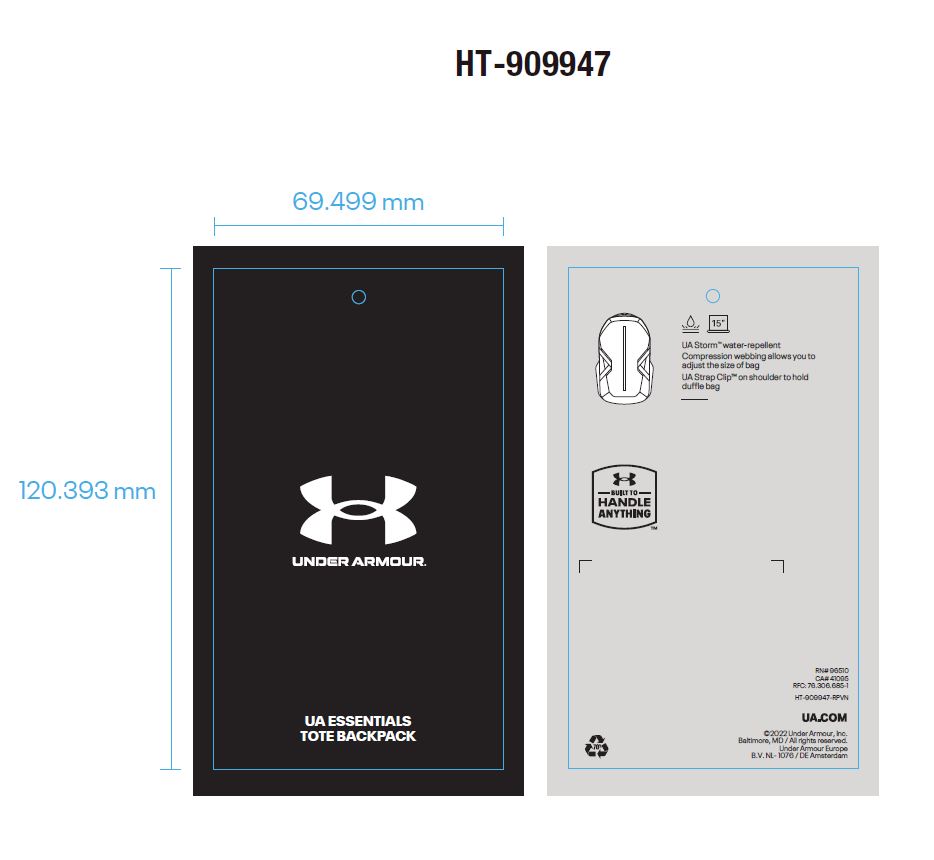 HT-909947
69.499 mm
120.393 mm
UNDER ARMOUR.
UA ESSENTIALS
TOTE BACKPACK
15"
UA Storm™ water-repellent
Compression webbing allows you to
adjust the size of bag
UA Strap Clip™ on shoulder to hold
duffle bag
BUILT TO
HANDLE
ANYTHING
™
RN# 96510
CA# 41095
RFC: 76.306.685-1
HT-909947-RPVN
UA.COM
©2022 Under Armour, Inc.
Baltimore, MD / All rights reserved.
Under Armour Europe
B.V. NL- 1076 / DE Amsterdam
70%